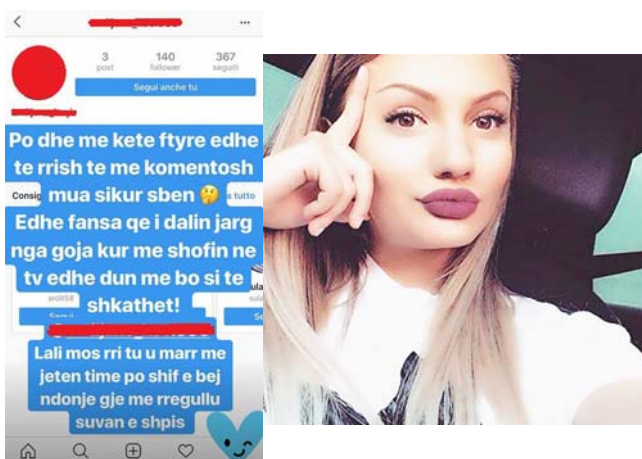 3 140 367
post follower seguiti
Segui anche tu
Po dhe me kete ftyre edhe
te rrish te me komentosh
Consig mua sikur sben 🤔 a tutto
Edhe fansa qe i dalin jarg
nga goja kur me shofin ne
tv edhe dun me bo si te
shkathet!
Lali mos rri tu u marr me
jeten time po shif e bej
ndonje gje me rregullu
suvan e shpis